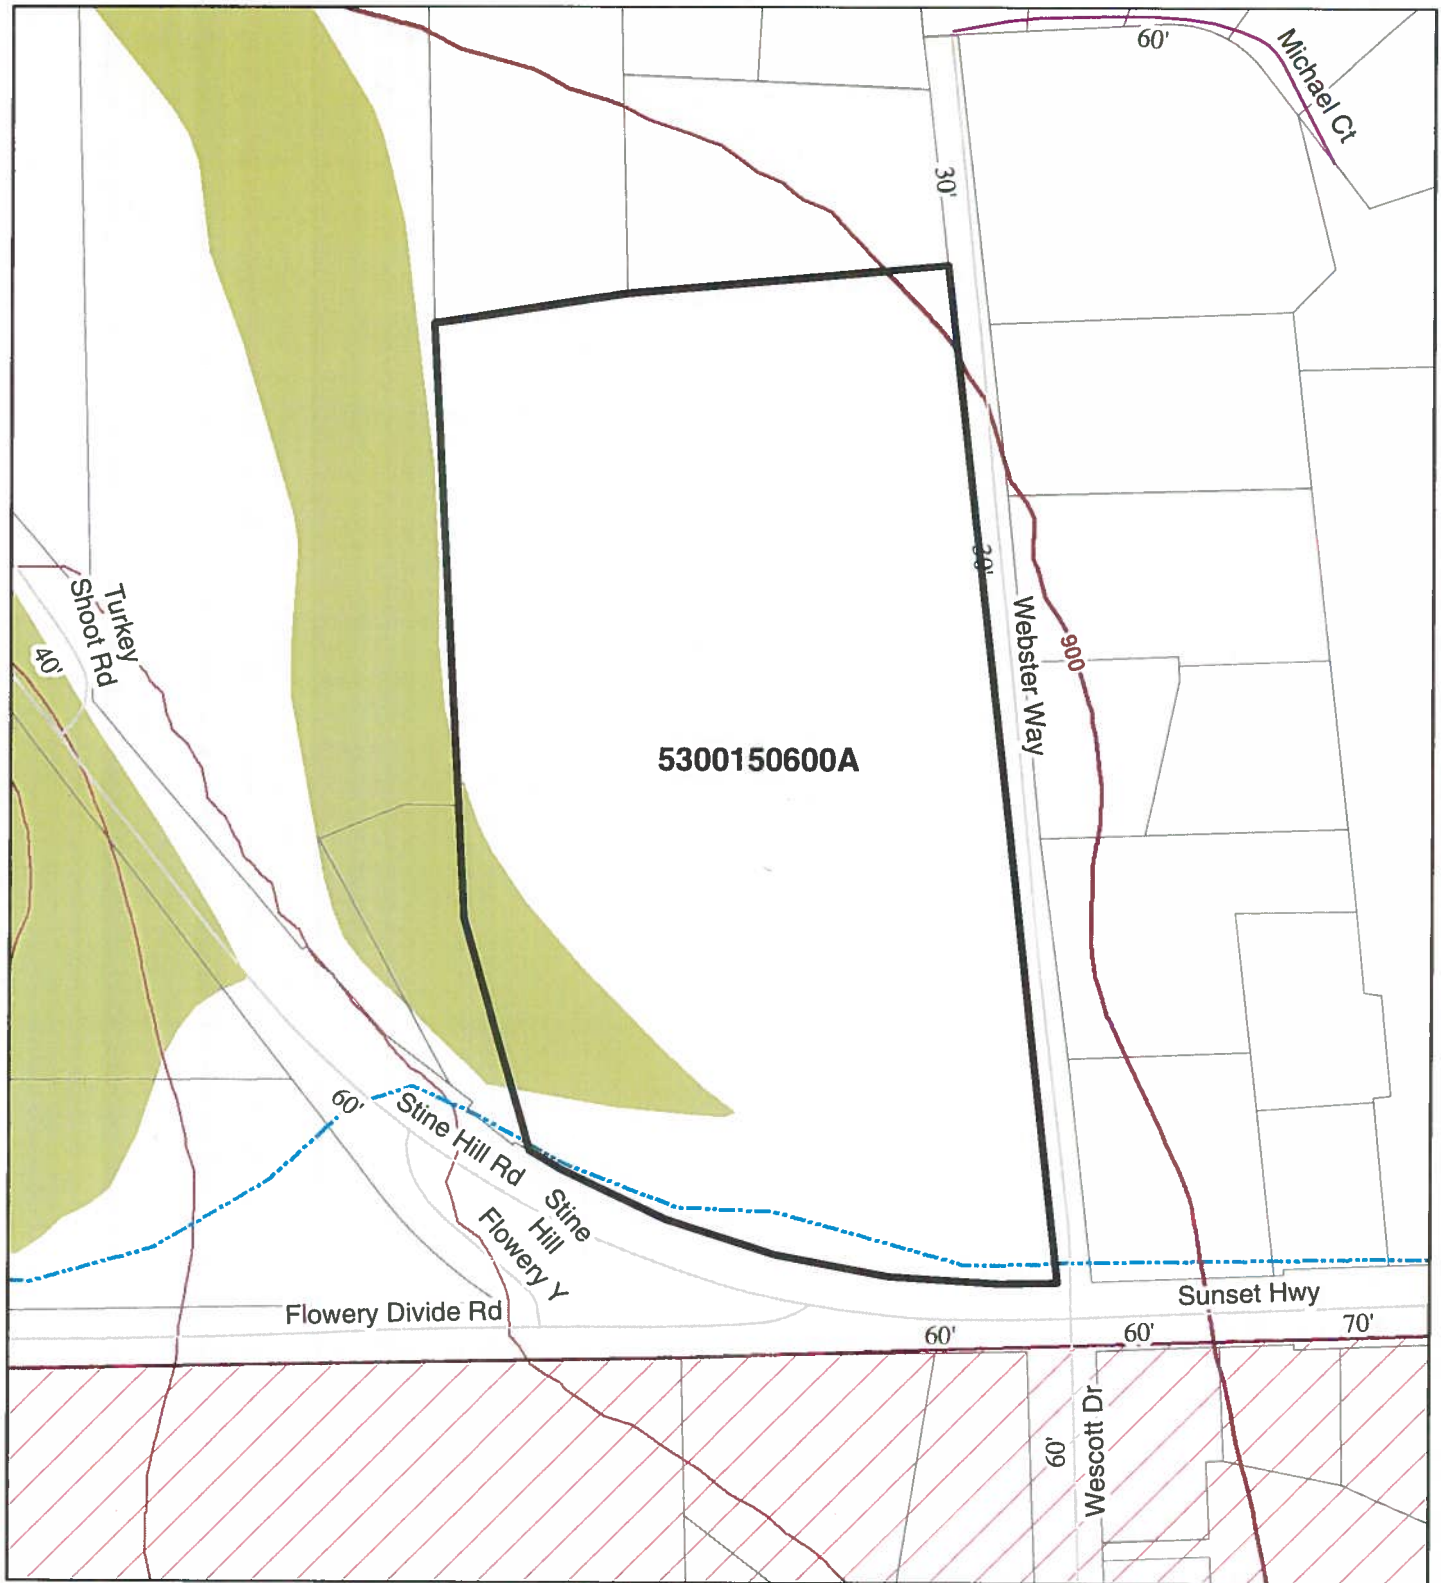 60'
Michael Ct
30'
30'
Turkey
Shoot Rd
40'
Webster Way
900
5300150600A
60'
Stine Hill Rd
Stine
Hill
Flowery Y
Flowery Divide Rd
Sunset Hwy
60'
60'
70'
60'
Wescott Dr